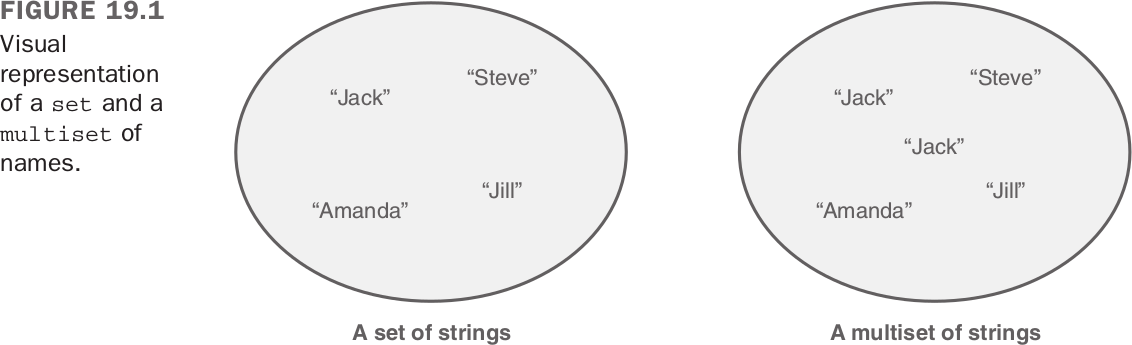 FIGURE 19.1
Visual
representation
of a set and a
multiset of
names.
“Steve”
“Jack”
“Jill”
“Amanda”
A set of strings
“Steve”
“Jack”
“Jack”
“Jill”
“Amanda”
A multiset of strings